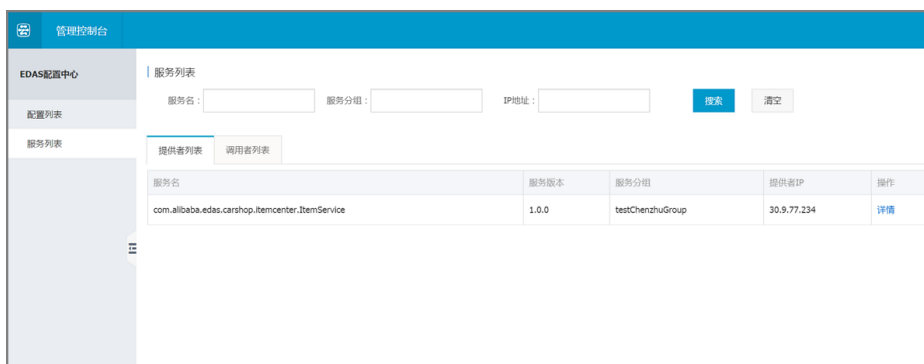 管理控制台
EDAS配置中心
配置列表
服务列表
服务列表
服务名： 服务分组： IP地址： 搜索 清空
提供者列表 调用者列表
服务名 服务版本 服务分组 提供者IP 操作
com.alibaba.edas.carshop.itemcenter.ItemService 1.0.0 testChenzhuGroup 30.9.77.234 详情